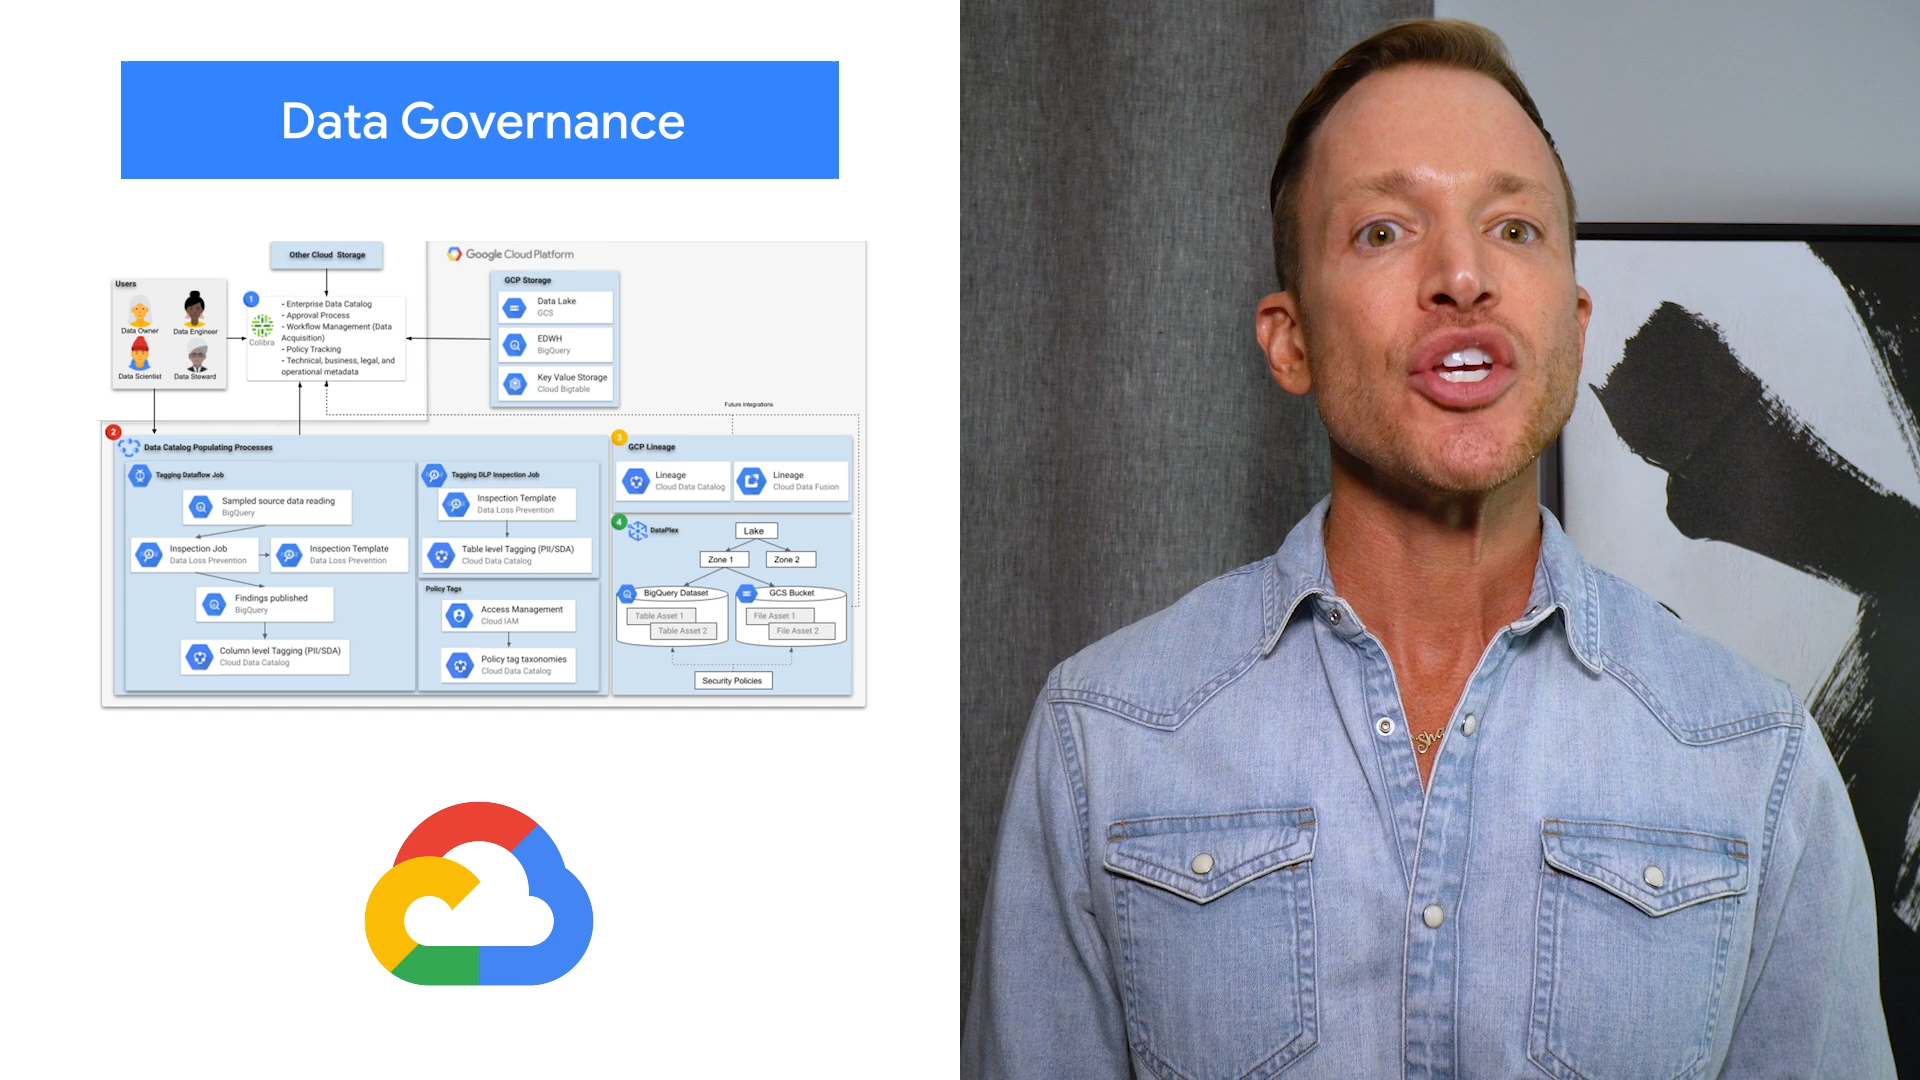 Data Governance
Other Cloud Storage
Google Cloud Platform
Users
Data Owner
Data Engineer
Data Scientist
Data Steward
1
Colibra
- Enterprise Data Catalog
- Approval Process
- Workflow Management (Data
Acquisition)
- Policy Tracking
- Technical, business, legal, and
operational metadata
GCP Storage
Data Lake
GCS
EDWH
BigQuery
Key Value Storage
Cloud Bigtable
Future Integrations
2
Data Catalog Populating Processes
Tagging Dataflow Job
Sampled source data reading
BigQuery
Inspection Job
Data Loss Prevention
Inspection Template
Data Loss Prevention
Findings published
BigQuery
Column level Tagging (PII/SDA)
Cloud Data Catalog
Tagging DLP Inspection Job
Inspection Template
Data Loss Prevention
Table level Tagging (PII/SDA)
Cloud Data Catalog
Policy Tags
Access Management
Cloud IAM
Policy tag taxonomies
Cloud Data Catalog
3
GCP Lineage
Lineage
Cloud Data Catalog
Lineage
Cloud Data Fusion
4
DataPlex
Lake
Zone 1
Zone 2
BigQuery Dataset
Table Asset 1
Table Asset 2
GCS Bucket
File Asset 1
File Asset 2
Security Policies